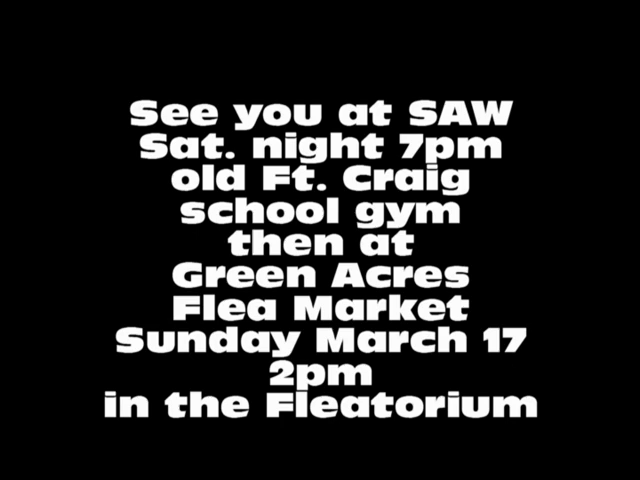 See you at SAW
Sat. night 7pm
old Ft. Craig
school gym
then at
Green Acres
Flea Market
Sunday March 17
2pm
in the Fleatorium